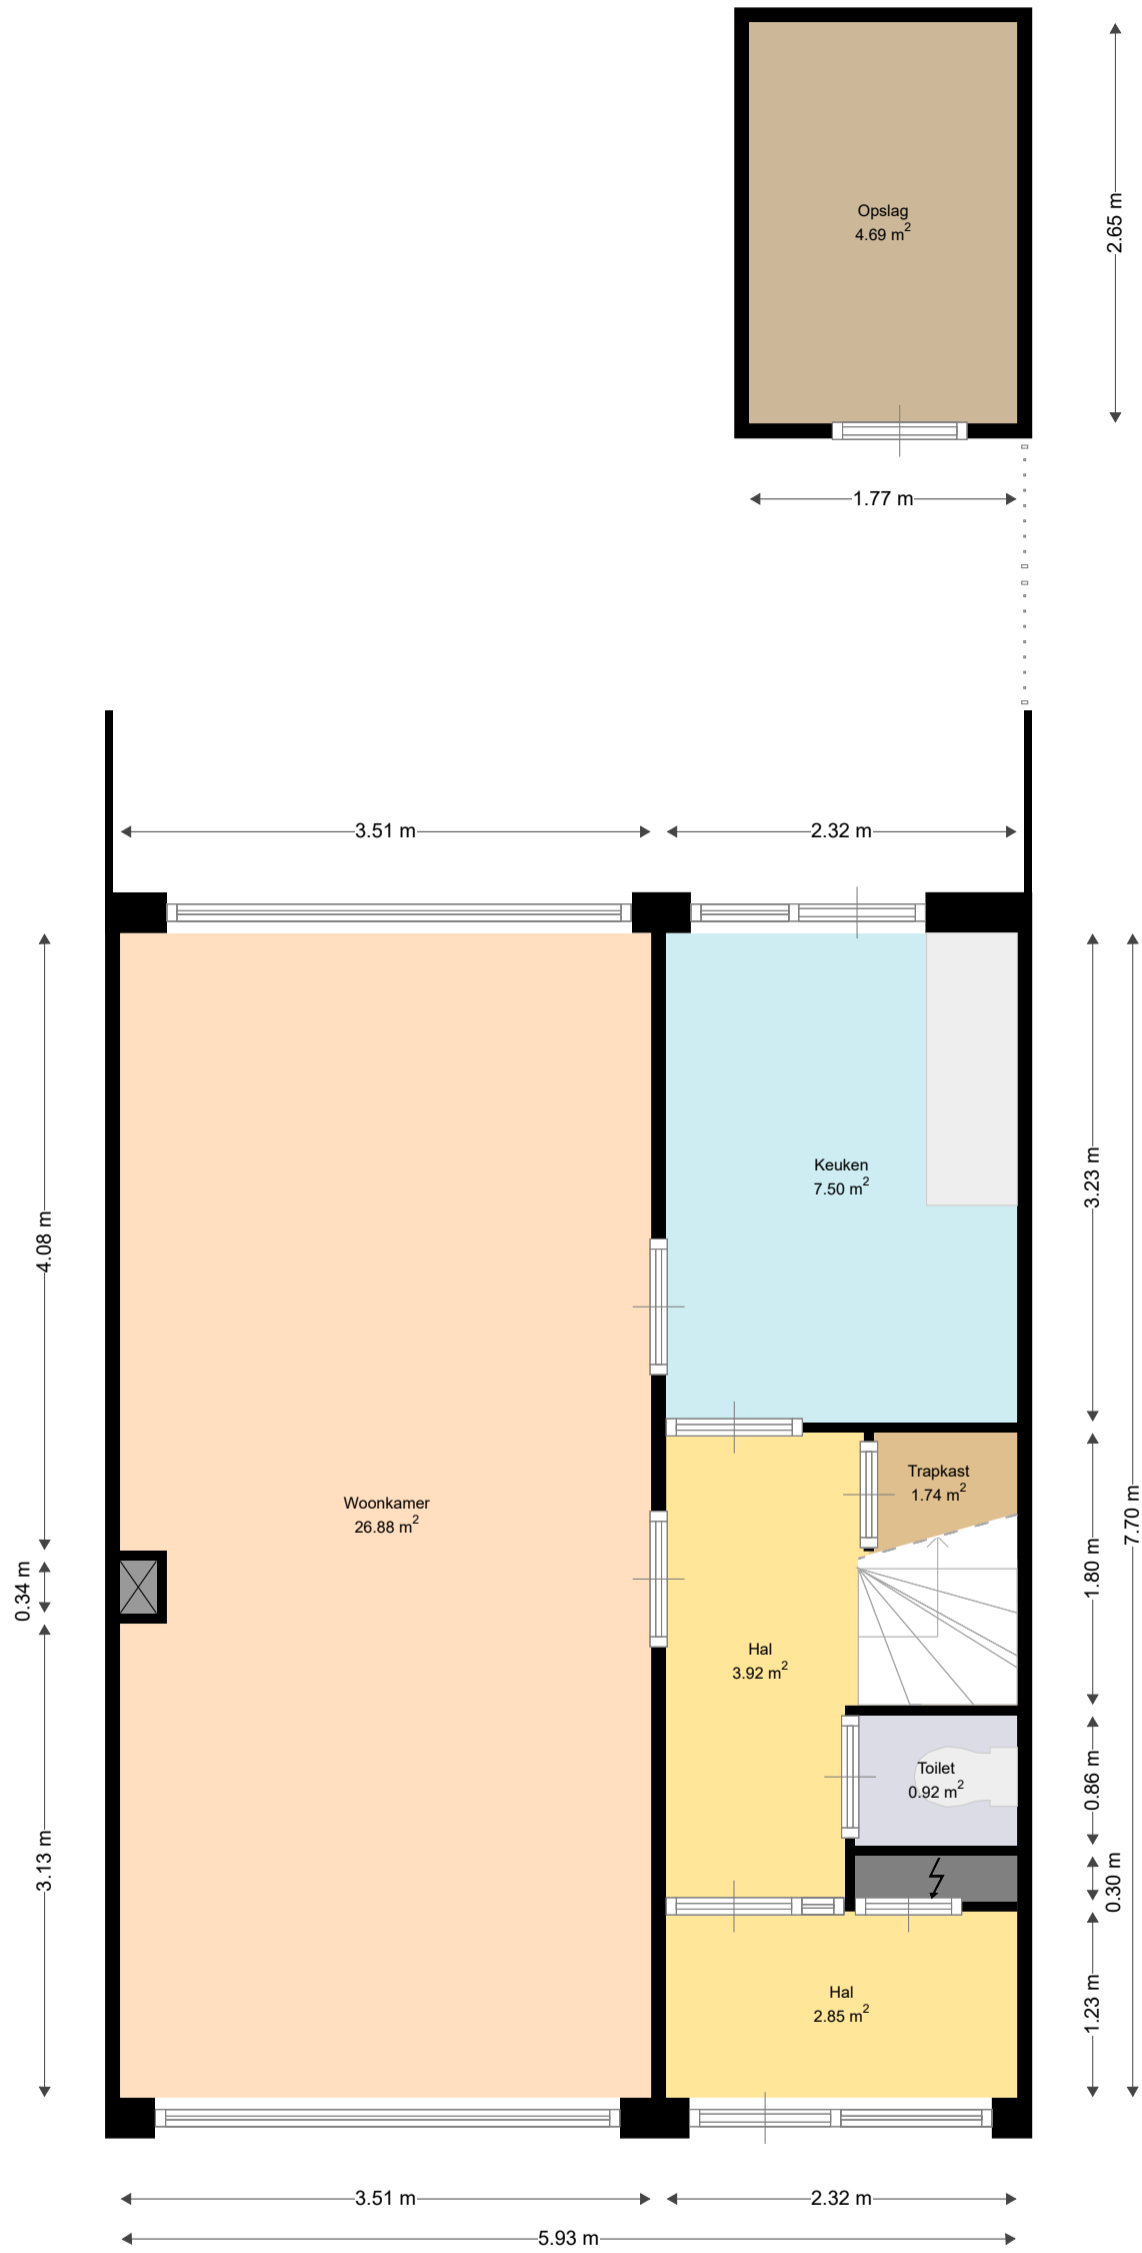 Opslag
4.69 m²
2.65 m
1.77 m
3.51 m
2.32 m
Keuken
7.50 m²
3.23 m
4.08 m
Woonkamer
26.88 m²
Trapkast
1.74 m²
7.70 m
1.80 m
0.34 m
Hal
3.92 m²
Toilet
0.92 m²
0.86 m
0.30 m
3.13 m
Hal
2.85 m²
1.23 m
3.51 m
2.32 m
5.93 m